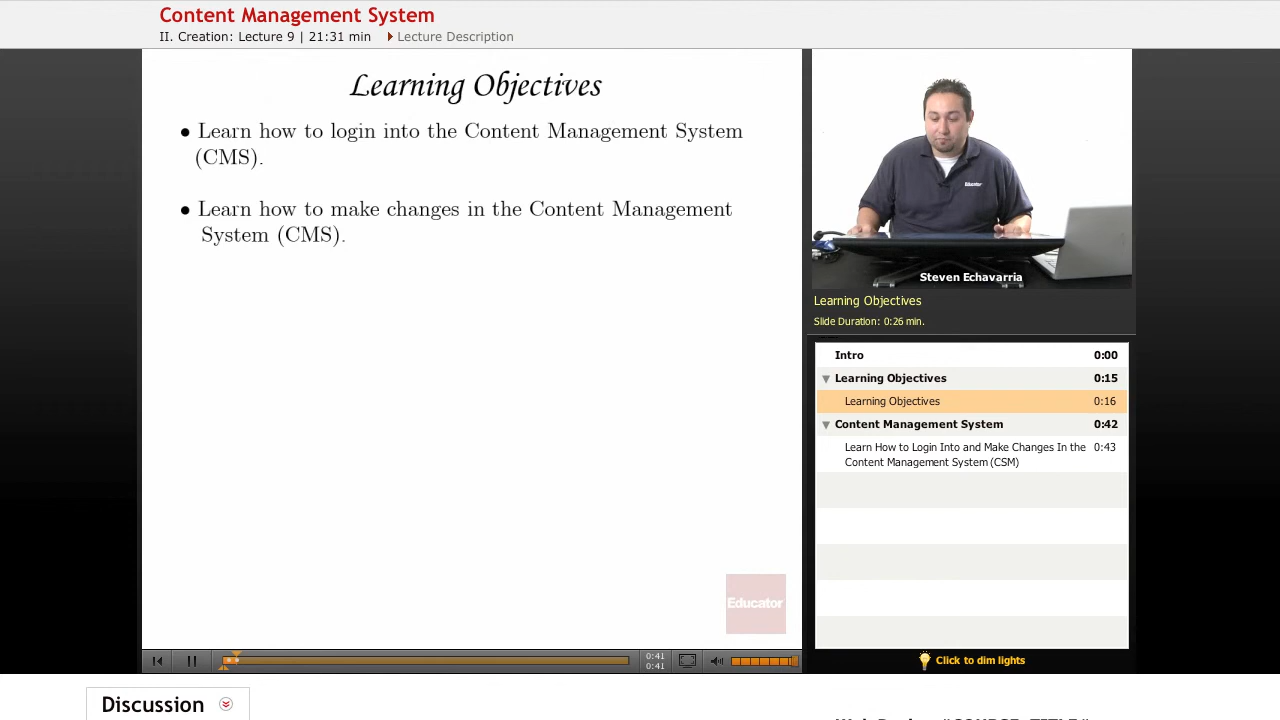 Content Management System
II. Creation: Lecture 9 | 21:31 min
Lecture Description
Learning Objectives
• Learn how to login into the Content Management System
(CMS).
• Learn how to make changes in the Content Management
System (CMS).
Educator
0:41
0:41
Educator
Steven Echavarria
Learning Objectives
Slide Duration: 0:26 min.
Intro 0:00
Learning Objectives 0:15
Learning Objectives 0:16
Content Management System 0:42
Learn How to Login Into and Make Changes In the 0:43
Content Management System (CSM)
Click to dim lights
Discussion